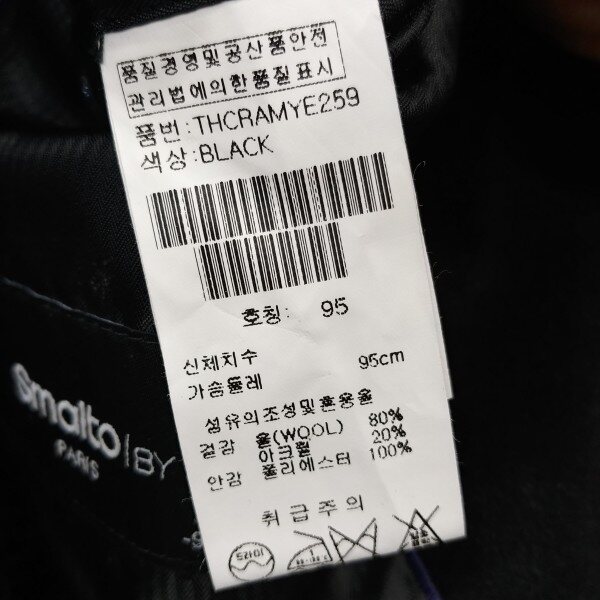 품질경영및공산품안전
관리법에의한품질표시
품번:THCRAMYE259
색상:BLACK
호칭: 95
신체치수 95cm
가슴둘레
섬유의조성및혼용율
겉감 울(WOOL) 80%
아크릴 20%
안감 폴리에스터 100%
취급주의
드라이
Smalto|BY
PARIS